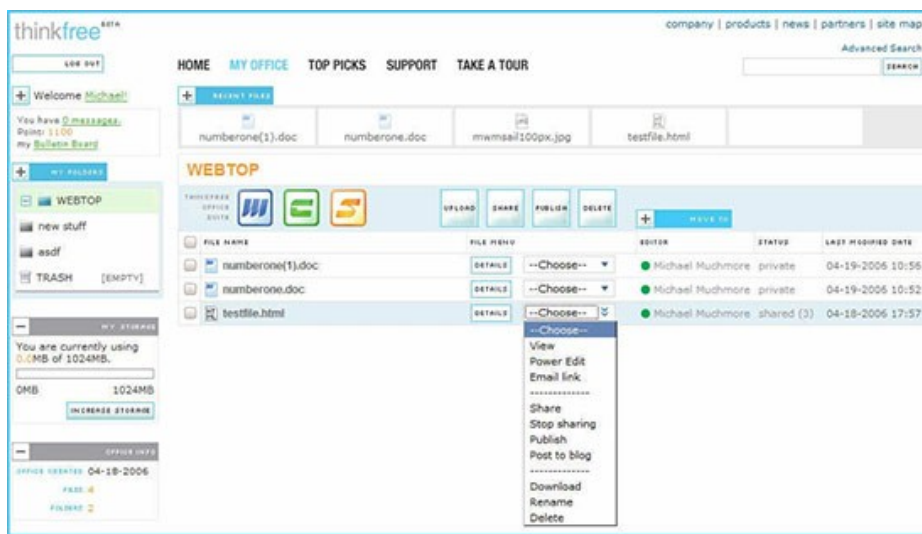 thinkfree BETA
company | products | news | partners | site map
Advanced Search
LOG OUT
HOME MY OFFICE TOP PICKS SUPPORT TAKE A TOUR
SEARCH
Welcome Michael!
RECENT FILES
You have 0 messages.
Points: 1100
my Bulletin Board
numberone(1).doc numberone.doc mwmsail100px.jpg testfile.html
MY FOLDERS
WEBTOP
WEBTOP
THINKFREE OFFICE SUITE
UPLOAD SHARE PUBLISH DELETE
MOVE TO
new stuff
asdf
TRASH [EMPTY]
FILE NAME FILE MENU EDITOR STATUS LAST MODIFIED DATE
numberone(1).doc DETAILS --Choose-- Michael Muchmore private 04-19-2006 10:56
numberone.doc DETAILS --Choose-- Michael Muchmore private 04-19-2006 10:52
testfile.html DETAILS --Choose-- Michael Muchmore shared (3) 04-18-2006 17:57
--Choose--
View
Power Edit
Email link
-------------
Share
Stop sharing
Publish
Post to blog
-------------
Download
Rename
Delete
MY STORAGE
You are currently using
0.0MB of 1024MB.
0MB 1024MB
INCREASE STORAGE
OFFICE INFO
OFFICE CREATED 04-18-2006
FILES 4
FOLDERS 2